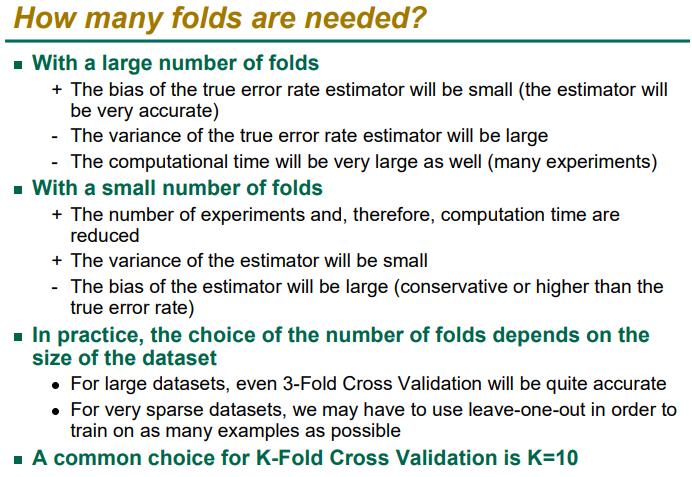 How many folds are needed?
With a large number of folds
+ The bias of the true error rate estimator will be small (the estimator will
be very accurate)
- The variance of the true error rate estimator will be large
- The computational time will be very large as well (many experiments)
With a small number of folds
+ The number of experiments and, therefore, computation time are
reduced
+ The variance of the estimator will be small
- The bias of the estimator will be large (conservative or higher than the
true error rate)
In practice, the choice of the number of folds depends on the
size of the dataset
• For large datasets, even 3-Fold Cross Validation will be quite accurate
• For very sparse datasets, we may have to use leave-one-out in order to
train on as many examples as possible
A common choice for K-Fold Cross Validation is K=10